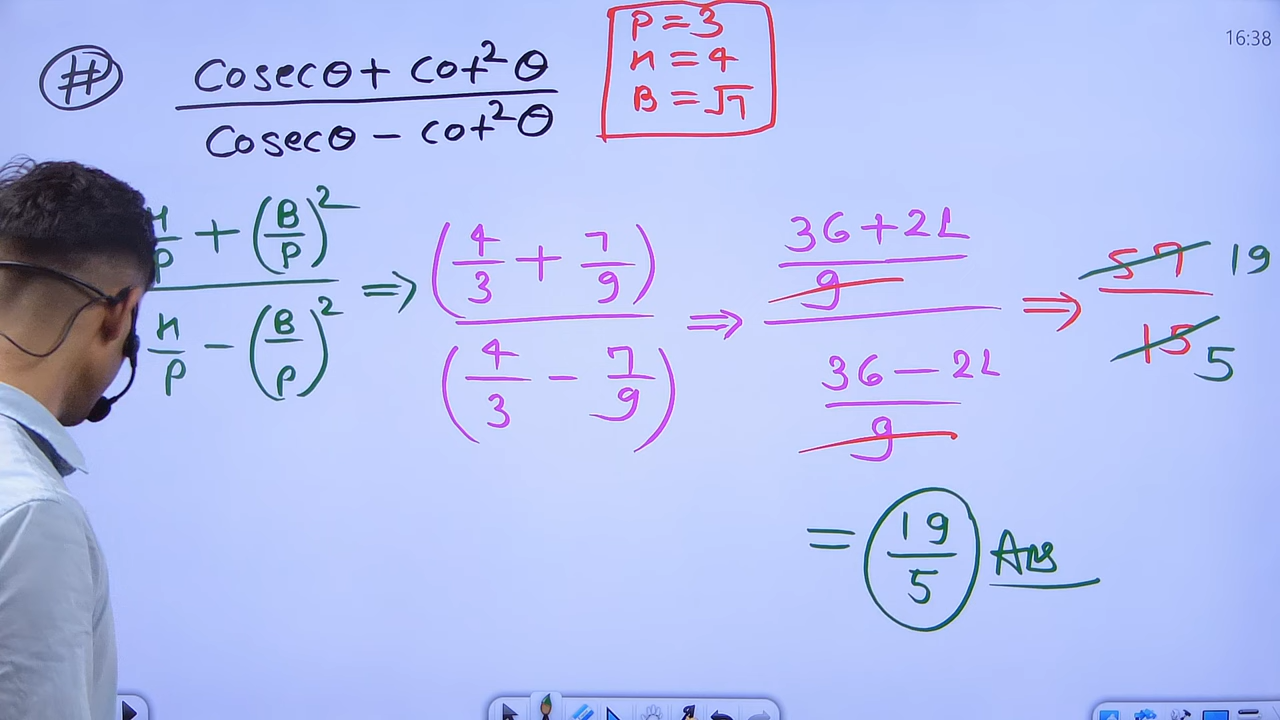 16:38
#
Cosecθ + cot²θ
Cosecθ – cot²θ
P = 3
H = 4
B = √7
H/P + (B/P)²
H/P – (B/P)²
⇒
(4/3 + 7/9)
(4/3 – 7/9)
⇒
36+21
9
36–21
9
⇒
57 19
15 5
= 19/5 Ans